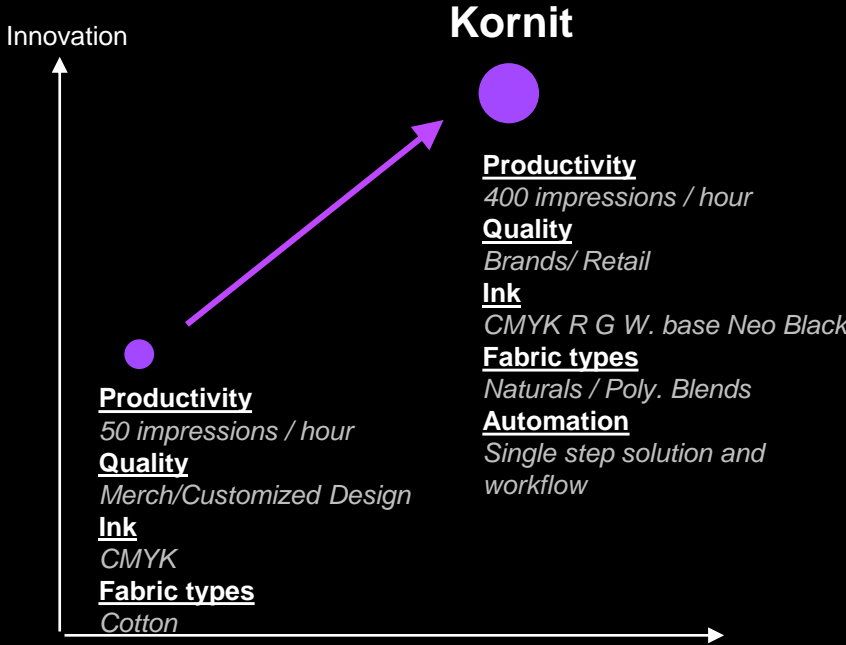 Kornit
Innovation
Productivity
400 impressions / hour
Quality
Brands/ Retail
Ink
CMYK R G W. base Neo Black
Fabric types
Naturals / Poly. Blends
Automation
Single step solution and
workflow
Productivity
50 impressions / hour
Quality
Merch/Customized Design
Ink
CMYK
Fabric types
Cotton